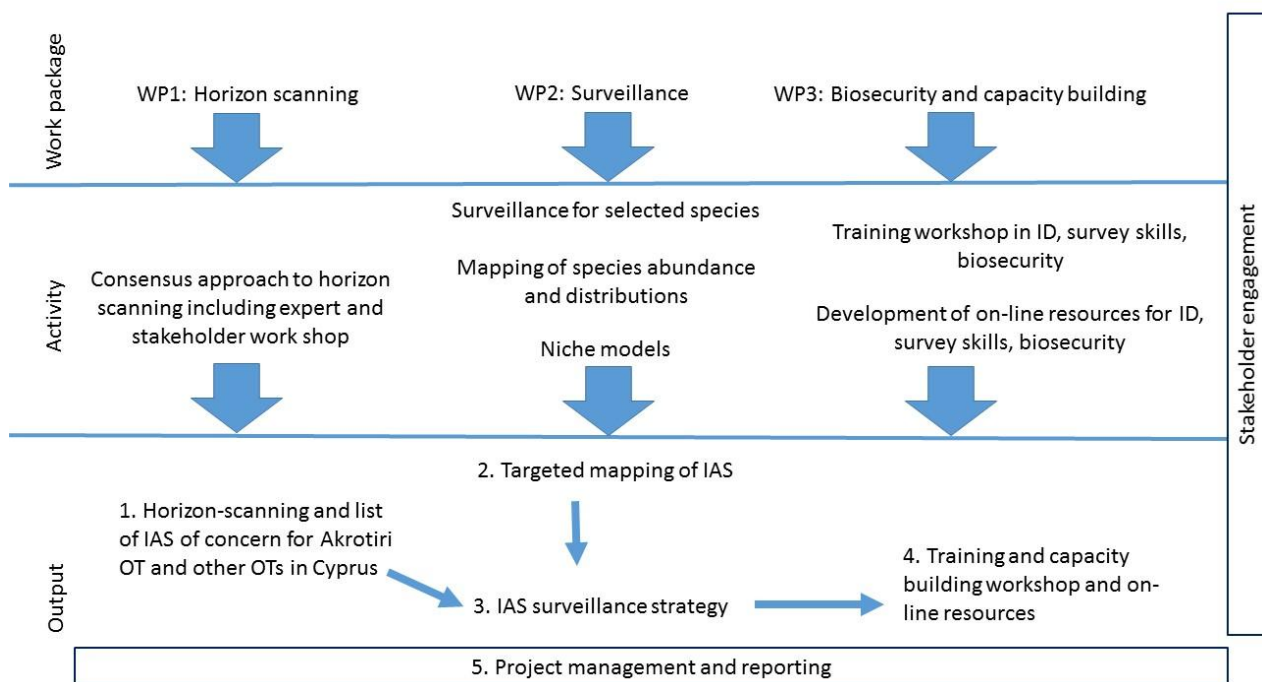 Work package
WP1: Horizon scanning
WP2: Surveillance
WP3: Biosecurity and capacity building
Activity
Consensus approach to horizon
scanning including expert and
stakeholder work shop
Surveillance for selected species
Mapping of species abundance
and distributions
Niche models
Training workshop in ID, survey skills,
biosecurity
Development of on-line resources for ID,
survey skills, biosecurity
Output
1. Horizon-scanning and list
of IAS of concern for Akrotiri
OT and other OTs in Cyprus
2. Targeted mapping of IAS
3. IAS surveillance strategy
4. Training and capacity
building workshop and on-
line resources
5. Project management and reporting
Stakeholder engagement